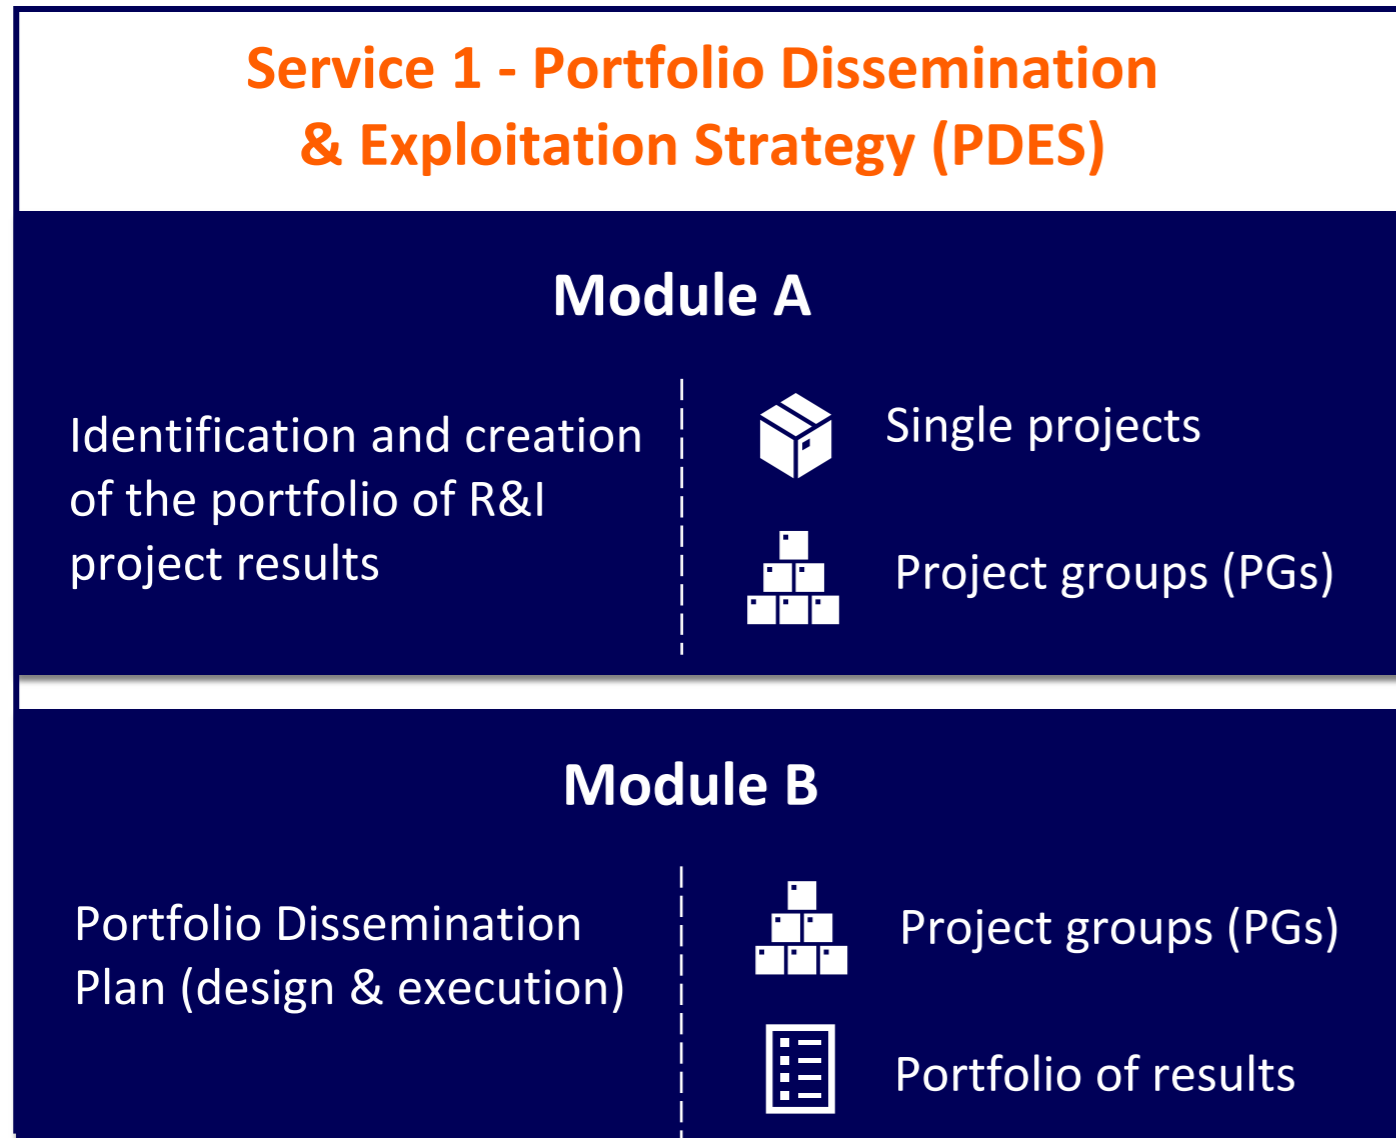 Service 1 - Portfolio Dissemination
& Exploitation Strategy (PDES)
Module A
Identification and creation
of the portfolio of R&I
project results
Single projects
Project groups (PGs)
Module B
Portfolio Dissemination
Plan (design & execution)
Project groups (PGs)
Portfolio of results